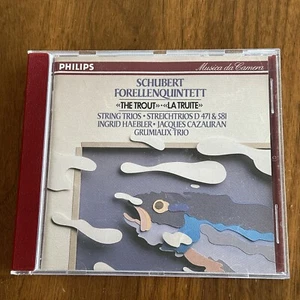 PHILIPS
Musica da Camera
SCHUBERT
FORELLENQUINTETT
«THE TROUT»·«LA TRUITE»
STRING TRIOS · STREICHTRIOS D 471 & 581
INGRID HAEBLER · JACQUES CAZAURAN
GRUMIAUX TRIO